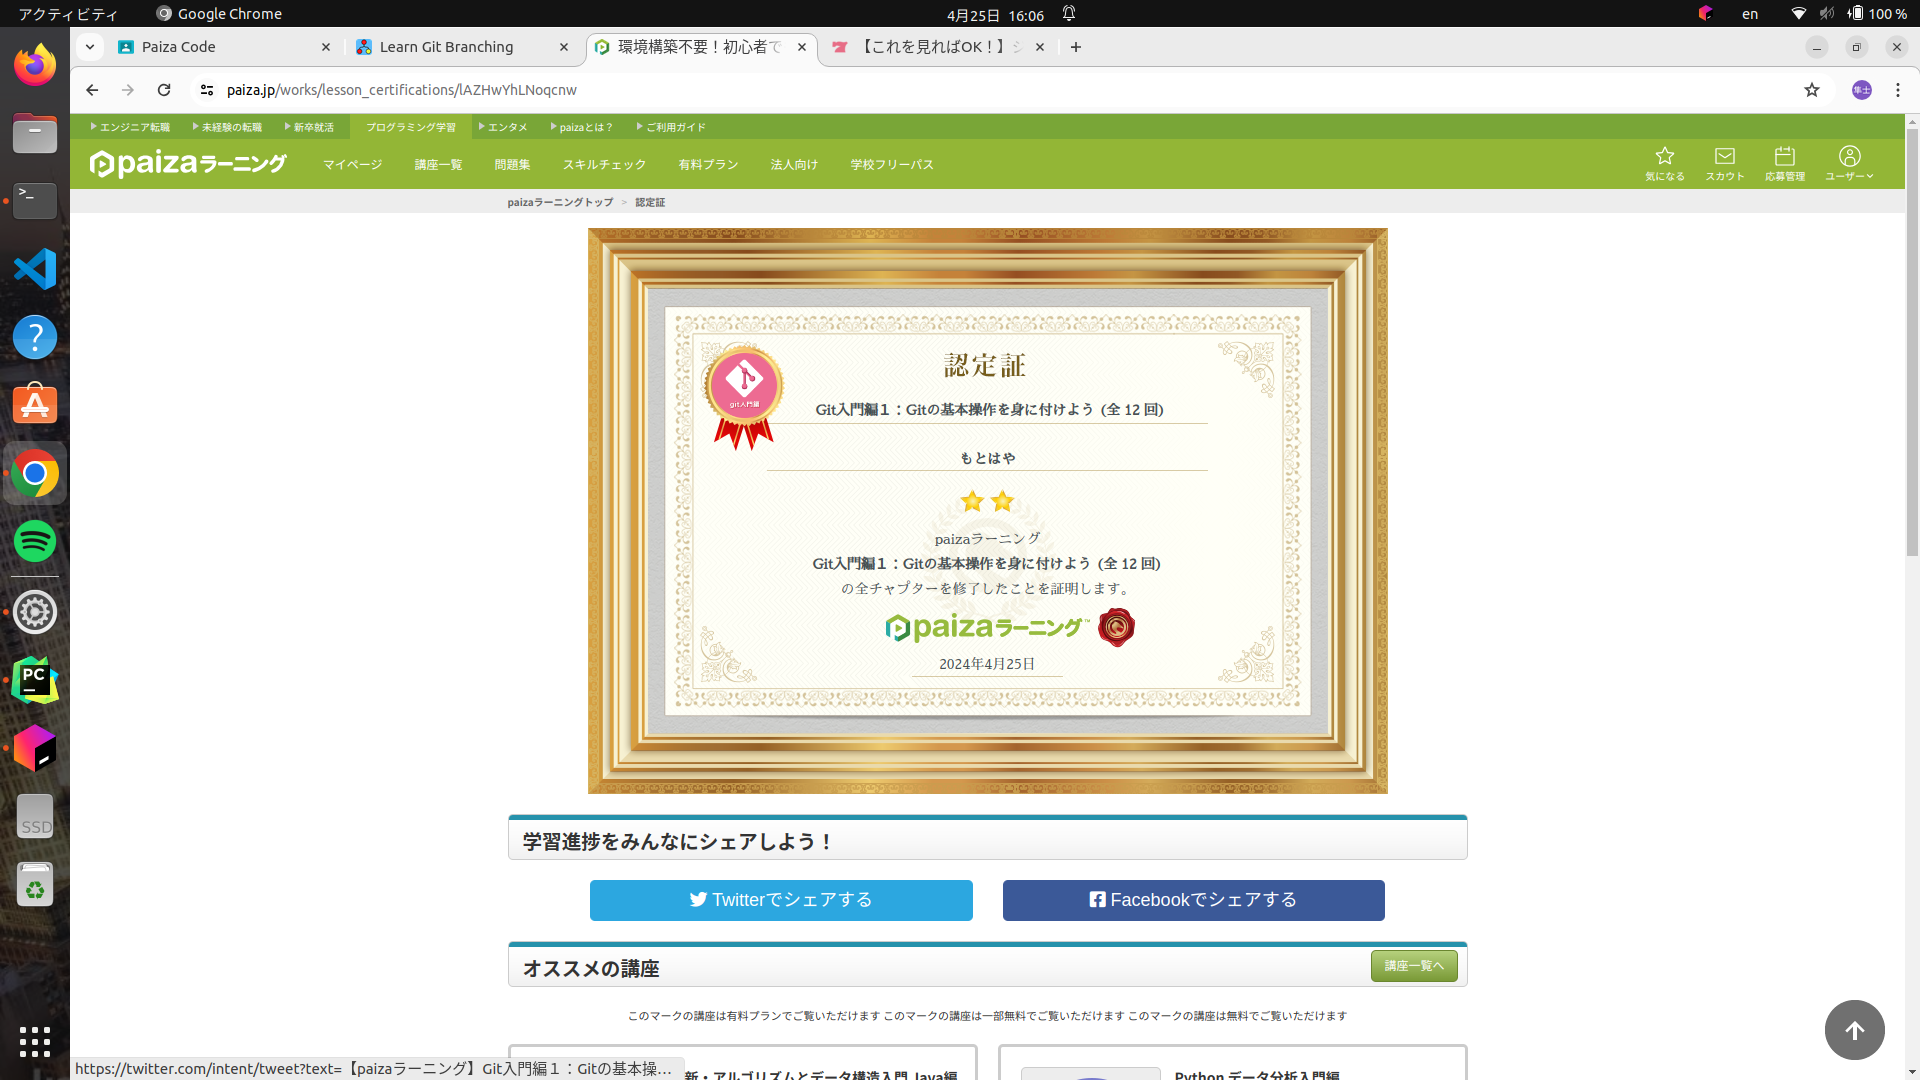 アクティビティ
Google Chrome
4月25日 16:06
en
100 %
Paiza Code
Learn Git Branching
環境構築不要！初心者で
【これを見ればOK！】シ
paiza.jp/works/lesson_certifications/lAZHwYhLNoqcnw
隼士
エンジニア転職
未経験の転職
新卒就活
プログラミング学習
エンタメ
paizaとは？
ご利用ガイド
paizaラーニング
マイページ
講座一覧
問題集
スキルチェック
有料プラン
法人向け
学校フリーパス
気になる
スカウト
応募管理
ユーザー
paizaラーニングトップ > 認定証
認定証
git入門編
Git入門編１：Gitの基本操作を身に付けよう (全 12 回)
もとはや
paizaラーニング
Git入門編１：Gitの基本操作を身に付けよう (全 12 回)
の全チャプターを修了したことを証明します。
paizaラーニング™
2024年4月25日
学習進捗をみんなにシェアしよう！
Twitterでシェアする
Facebookでシェアする
オススメの講座
講座一覧へ
このマークの講座は有料プランでご覧いただけます このマークの講座は一部無料でご覧いただけます このマークの講座は無料でご覧いただけます
新・アルゴリズムとデータ構造入門 Java編
Python データ分析入門編
https://twitter.com/intent/tweet?text=【paizaラーニング】Git入門編１：Gitの基本操...
>_
?
PC
SSD